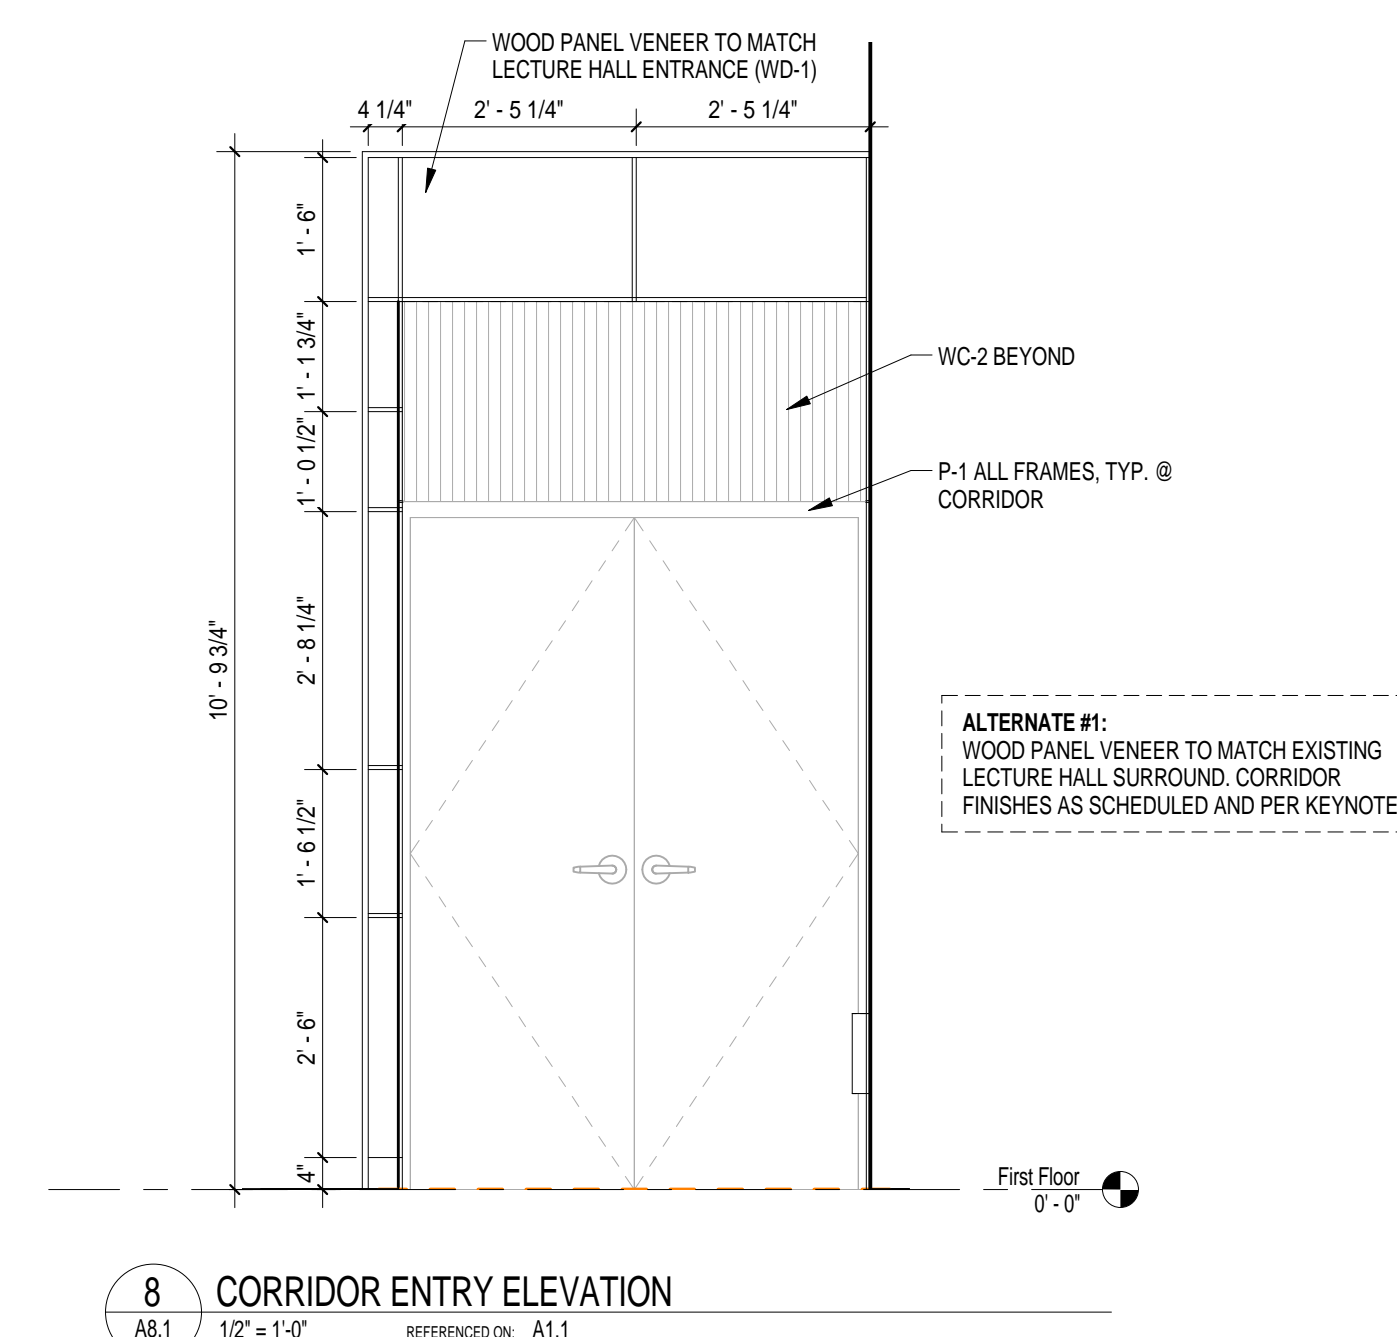 WOOD PANEL VENEER TO MATCH
LECTURE HALL ENTRANCE (WD-1)
4 1/4"
2' - 5 1/4"
2' - 5 1/4"
1' - 6"
1' - 1 3/4"
1' - 0 1/2"
2' - 8 1/4"
1' - 6 1/2"
2' - 6"
4"
10' - 9 3/4"
WC-2 BEYOND
P-1 ALL FRAMES, TYP. @
CORRIDOR
ALTERNATE #1:
WOOD PANEL VENEER TO MATCH EXISTING
LECTURE HALL SURROUND. CORRIDOR
FINISHES AS SCHEDULED AND PER KEYNOTE
First Floor
0' - 0"
8
CORRIDOR ENTRY ELEVATION
A8.1
1/2" = 1'-0"
REFERENCED ON: A1.1